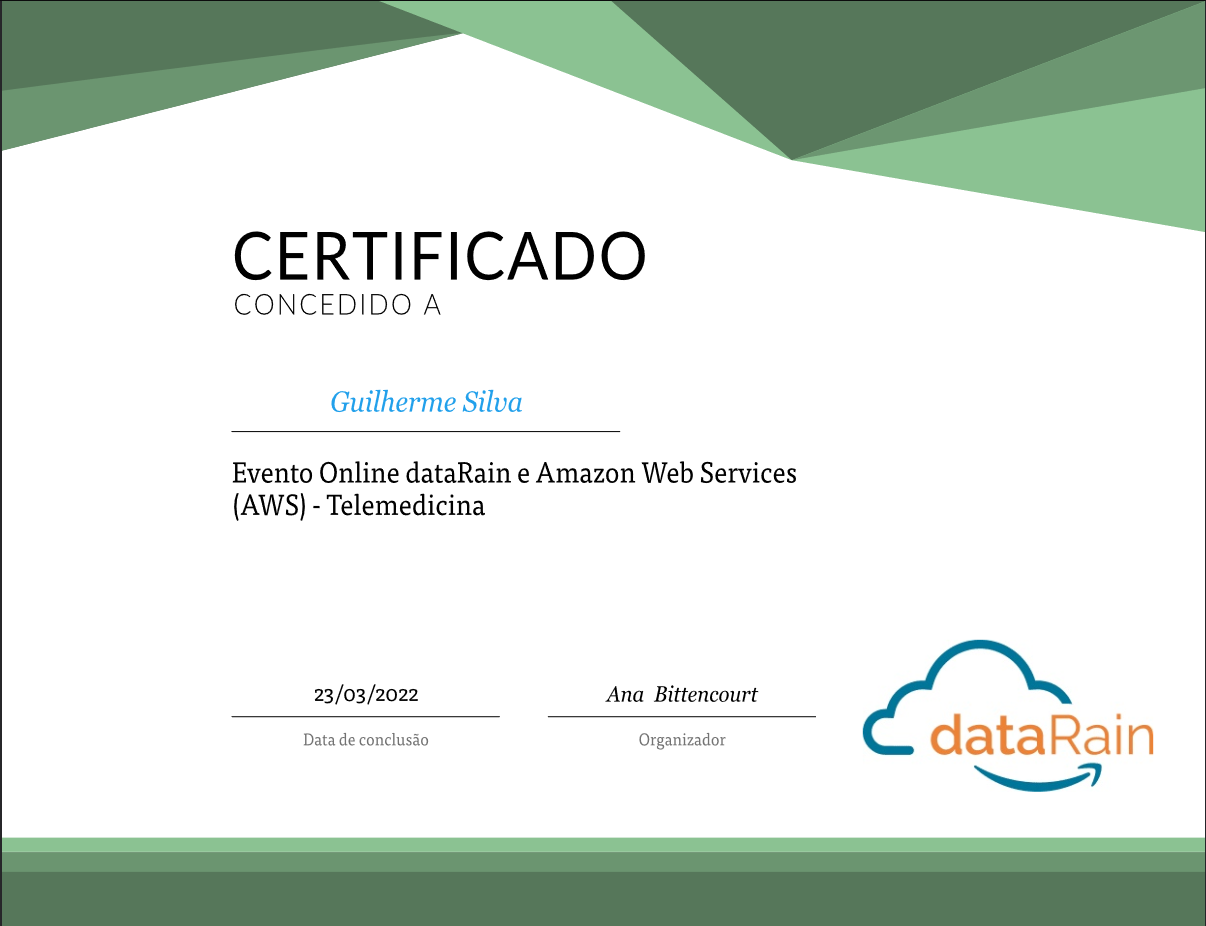 CERTIFICADO
CONCEDIDO A
Guilherme Silva
Evento Online dataRain e Amazon Web Services
(AWS) - Telemedicina
23/03/2022
Data de conclusão
Ana Bittencourt
Organizador
dataRain